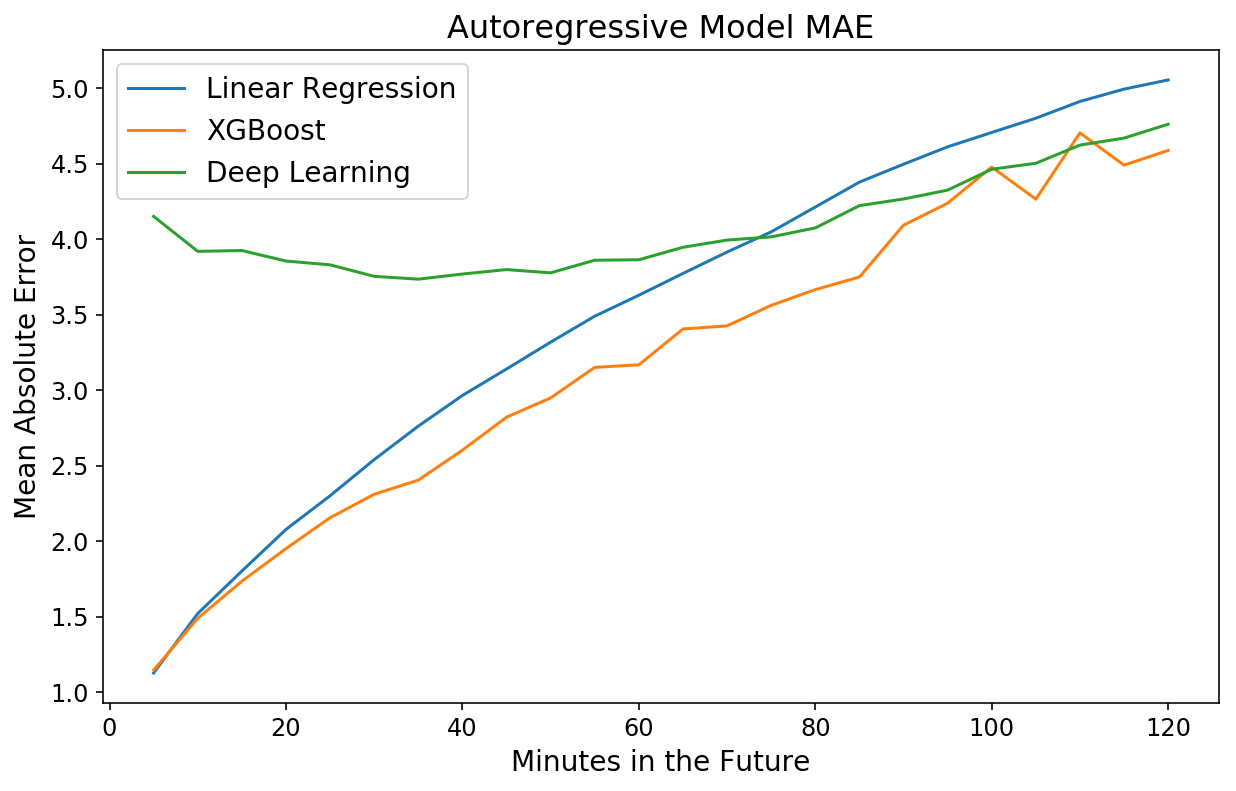 Autoregressive Model MAE
Linear Regression
XGBoost
Deep Learning
Mean Absolute Error
5.0
4.5
4.0
3.5
3.0
2.5
2.0
1.5
1.0
0 20 40 60 80 100 120
Minutes in the Future